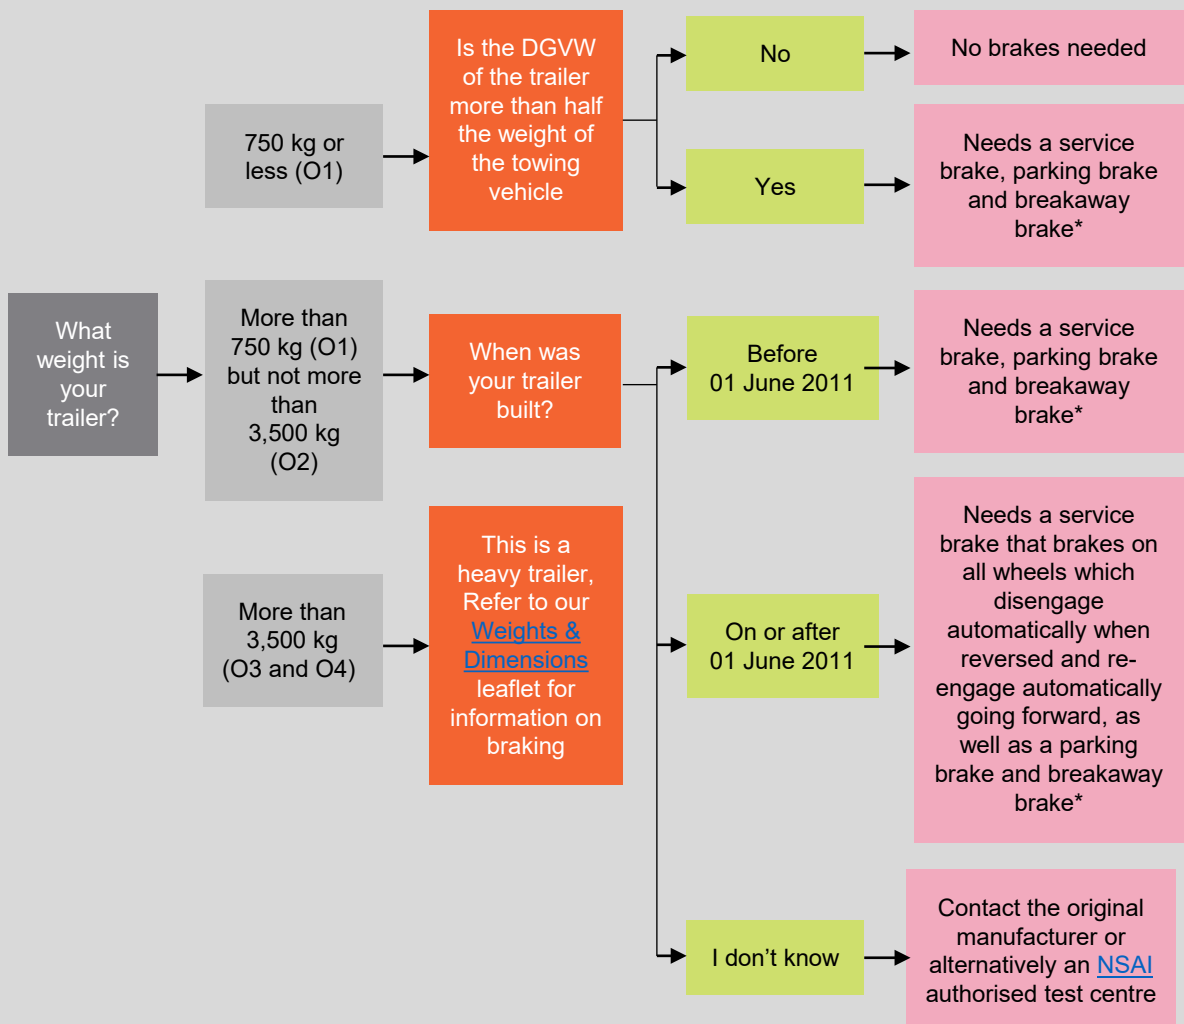 What
weight is
your
trailer?
750 kg or
less (O1)
Is the DGVW
of the trailer
more than half
the weight of
the towing
vehicle
No
No brakes needed
Yes
Needs a service
brake, parking brake
and breakaway
brake*
More than
750 kg (O1)
but not more
than
3,500 kg
(O2)
When was
your trailer
built?
Before
01 June 2011
Needs a service
brake, parking brake
and breakaway
brake*
On or after
01 June 2011
Needs a service
brake that brakes on
all wheels which
disengage
automatically when
reversed and re-
engage automatically
going forward, as
well as a parking
brake and breakaway
brake*
I don't know
Contact the original
manufacturer or
alternatively an NSAI
authorised test centre
More than
3,500 kg
(O3 and O4)
This is a
heavy trailer,
Refer to our
Weights &
Dimensions
leaflet for
information on
braking